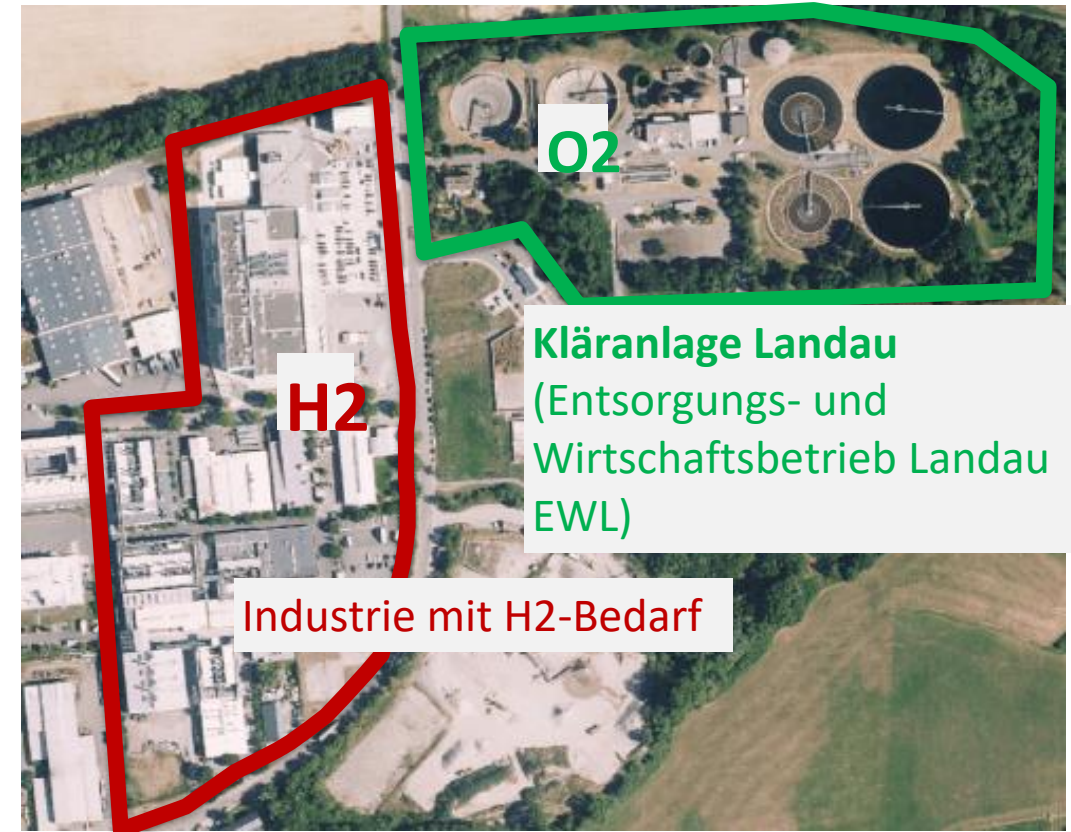 O2
H2
Kläranlage Landau
(Entsorgungs- und
Wirtschaftsbetrieb Landau
EWL)
Industrie mit H2-Bedarf